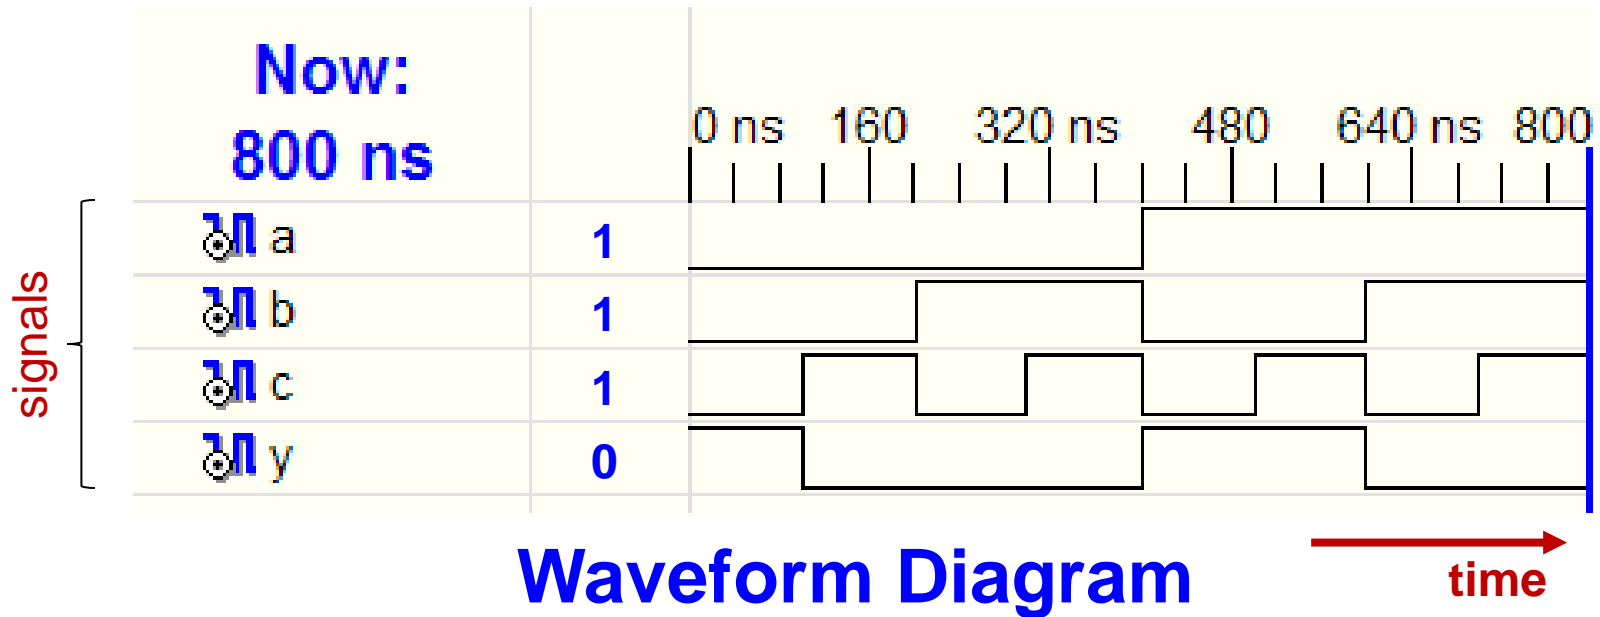 Now:
800 ns
0 ns 160 320 ns 480 640 ns 800
signals
a 1
b 1
c 1
y 0
Waveform Diagram
time